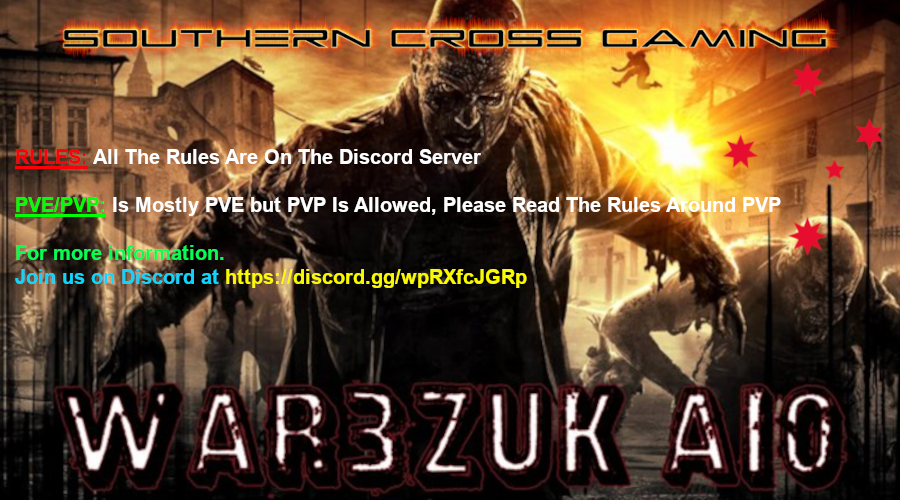 SOUTHERN CROSS GAMING
RULES: All The Rules Are On The Discord Server
PVE/PVP: Is Mostly PVE but PVP Is Allowed, Please Read The Rules Around PVP
For more information.
Join us on Discord at https://discord.gg/wpRXfcJGRp
WAR3ZUK AIO